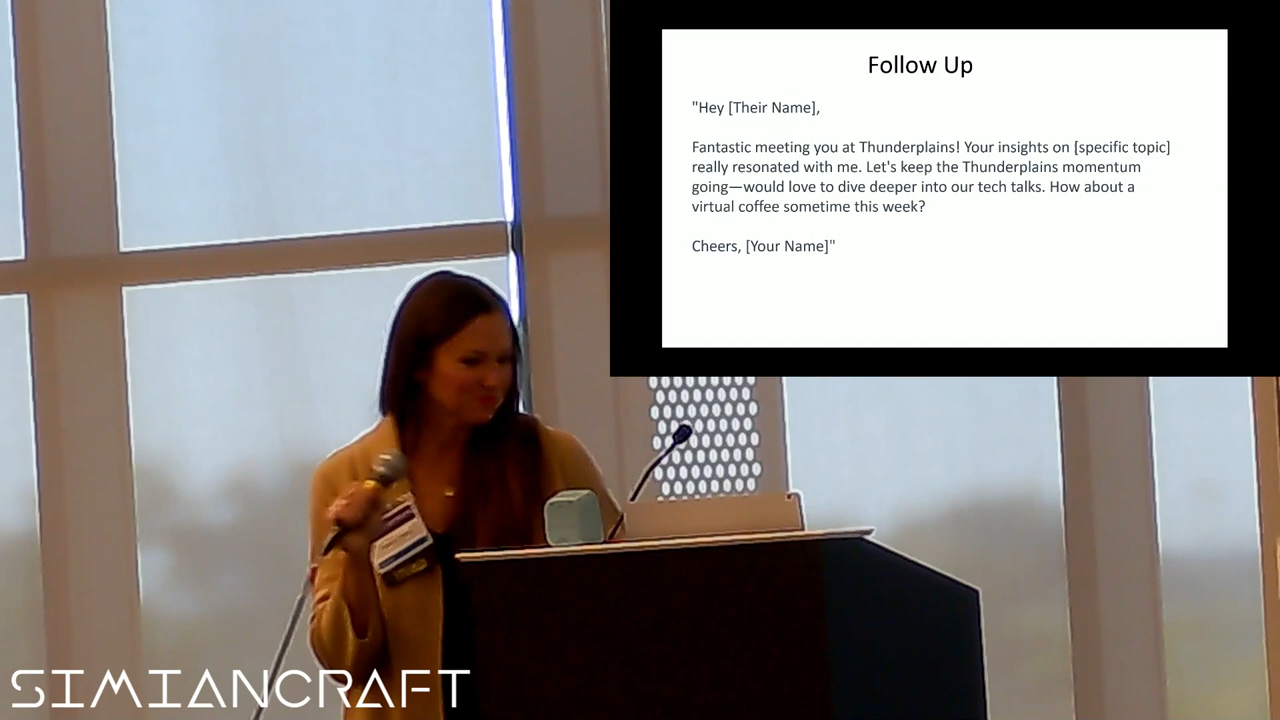 Follow Up
"Hey [Their Name],
Fantastic meeting you at Thunderplains! Your insights on [specific topic]
really resonated with me. Let's keep the Thunderplains momentum
going—would love to dive deeper into our tech talks. How about a
virtual coffee sometime this week?
Cheers, [Your Name]"
SIMIANCRAFT